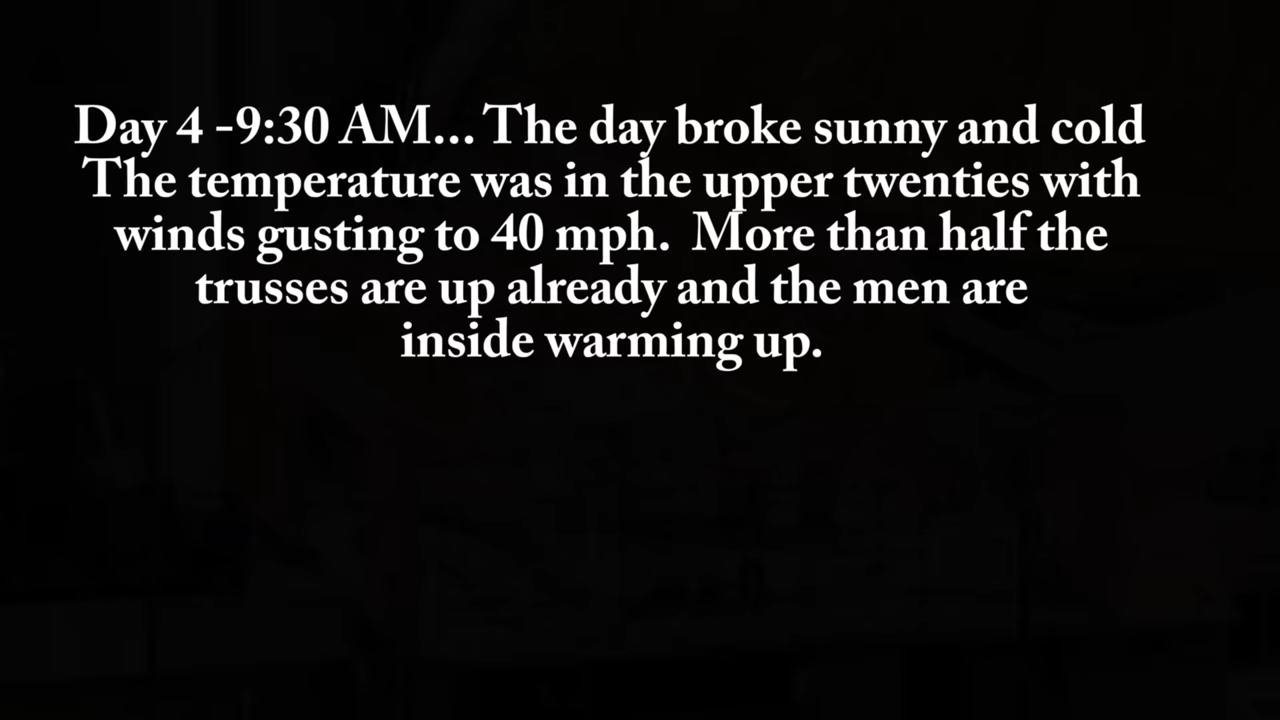 Day 4 -9:30 AM... The day broke sunny and cold
The temperature was in the upper twenties with
winds gusting to 40 mph.  More than half the
trusses are up already and the men are
inside warming up.